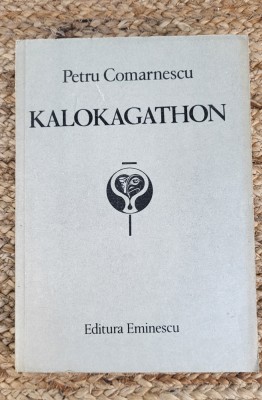 Petru Comarnescu
KALOKAGATHON
Editura Eminescu